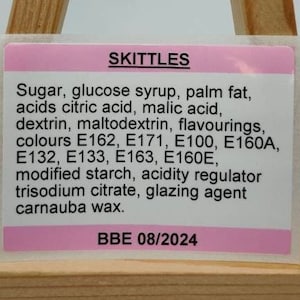 SKITTLES
Sugar, glucose syrup, palm fat,
acids citric acid, malic acid,
dextrin, maltodextrin, flavourings,
colours E162, E171, E100, E160A,
E132, E133, E163, E160E,
modified starch, acidity regulator
trisodium citrate, glazing agent
carnauba wax.
BBE 08/2024